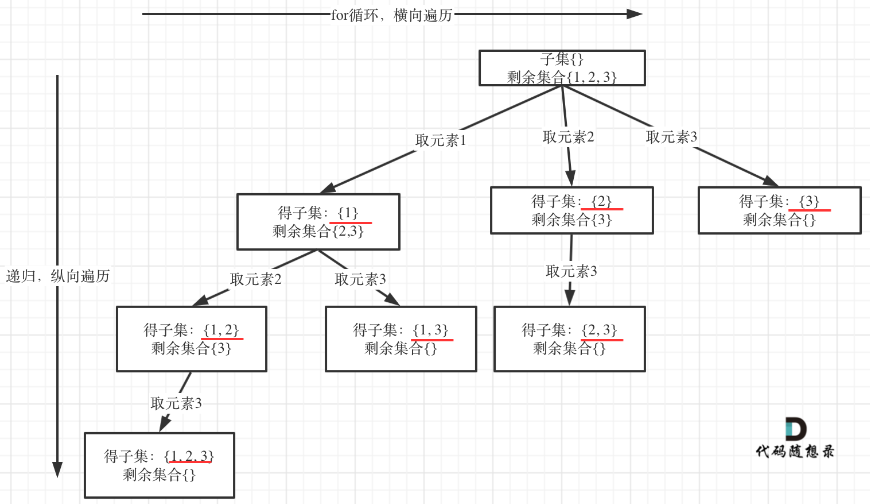 for循环，横向遍历
子集{}
剩余集合{1, 2, 3}
取元素1
取元素2
取元素3
得子集：{1}
剩余集合{2,3}
得子集：{2}
剩余集合{3}
得子集：{3}
剩余集合{}
递归，纵向遍历
取元素2
取元素3
取元素3
得子集：{1, 2}
剩余集合{3}
得子集：{1, 3}
剩余集合{}
得子集：{2, 3}
剩余集合{}
取元素3
得子集：{1, 2, 3}
剩余集合{}
代码随想录